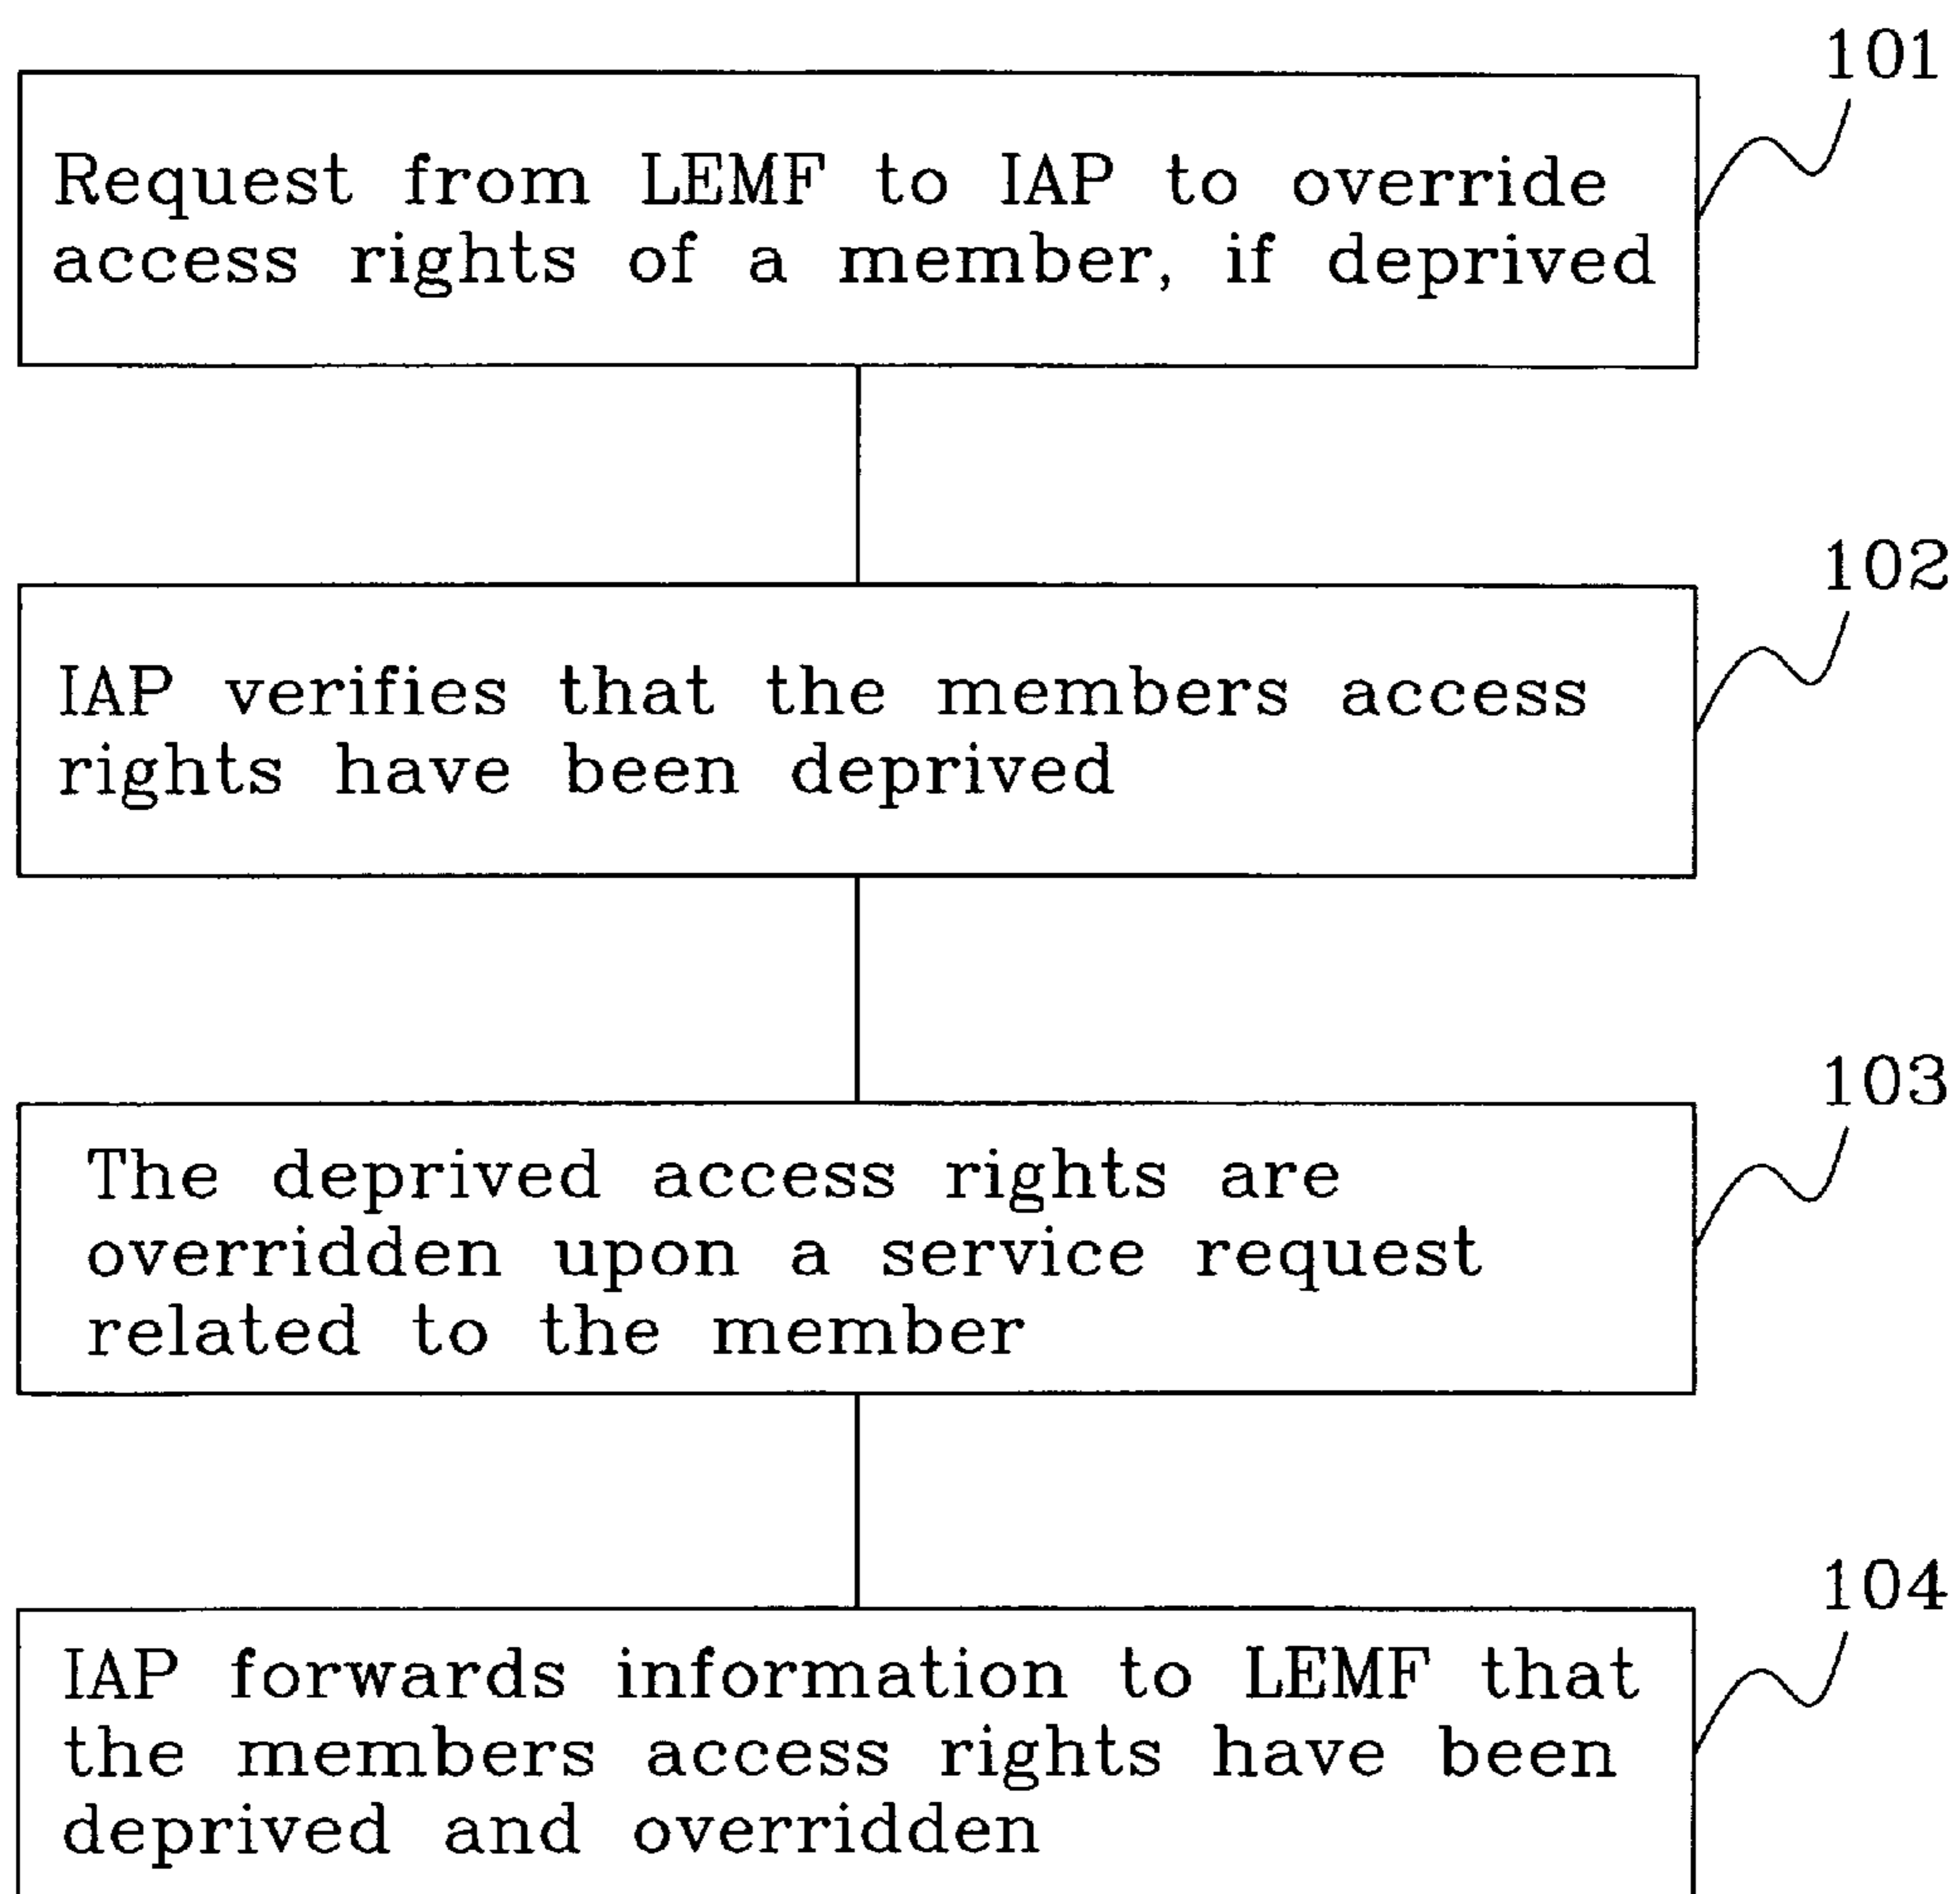 101
Request from LEMF to IAP to override
access rights of a member, if deprived
102
IAP verifies that the members access
rights have been deprived
103
The deprived access rights are
overridden upon a service request
related to the member
104
IAP forwards information to LEMF that
the members access rights have been
deprived and overridden